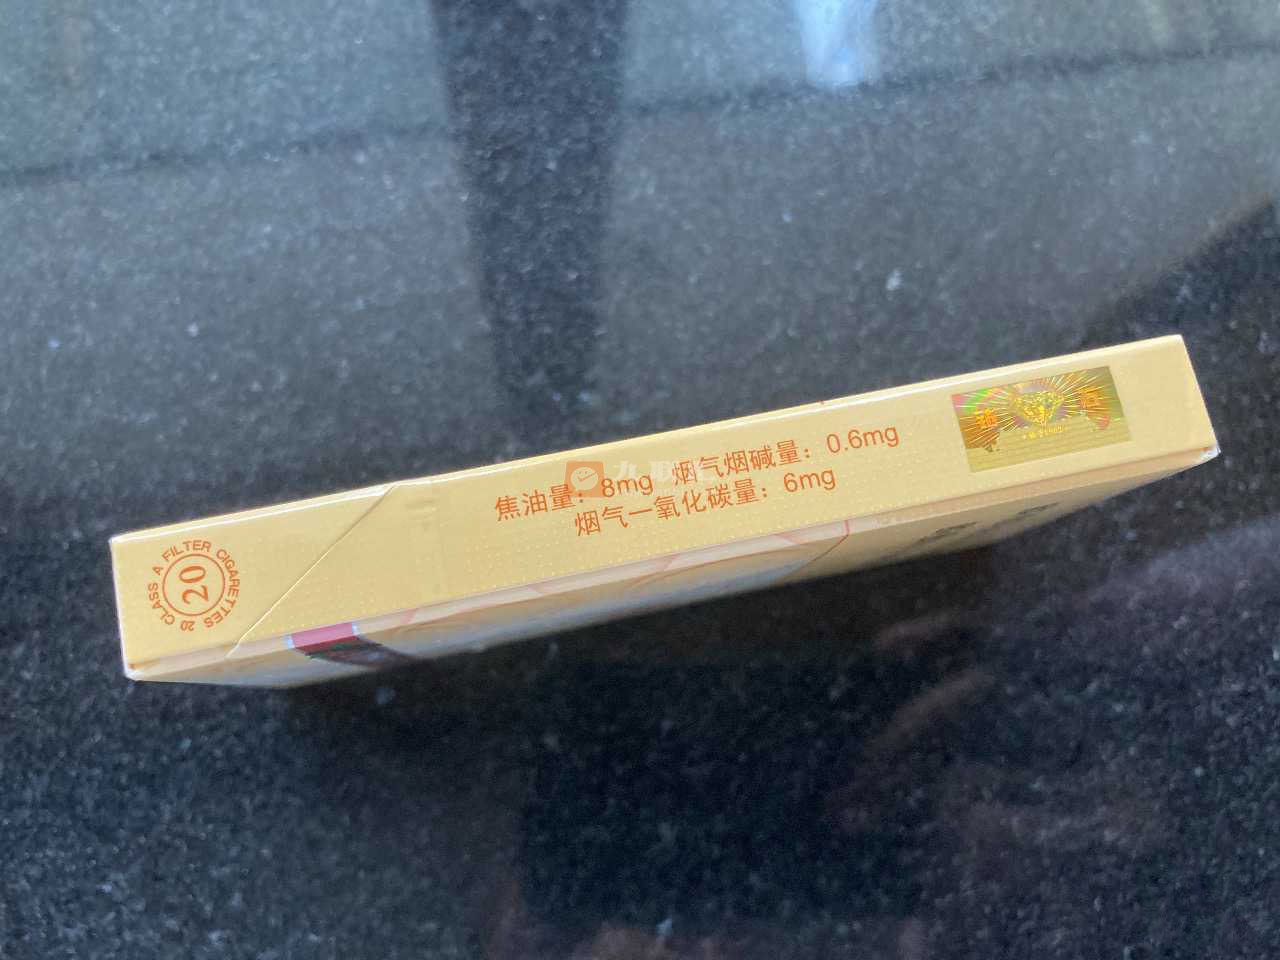 20 CLASS A FILTER CIGARETTES
20
焦油量：8mg 烟气烟碱量：0.6mg
烟气一氧化碳量：6mg